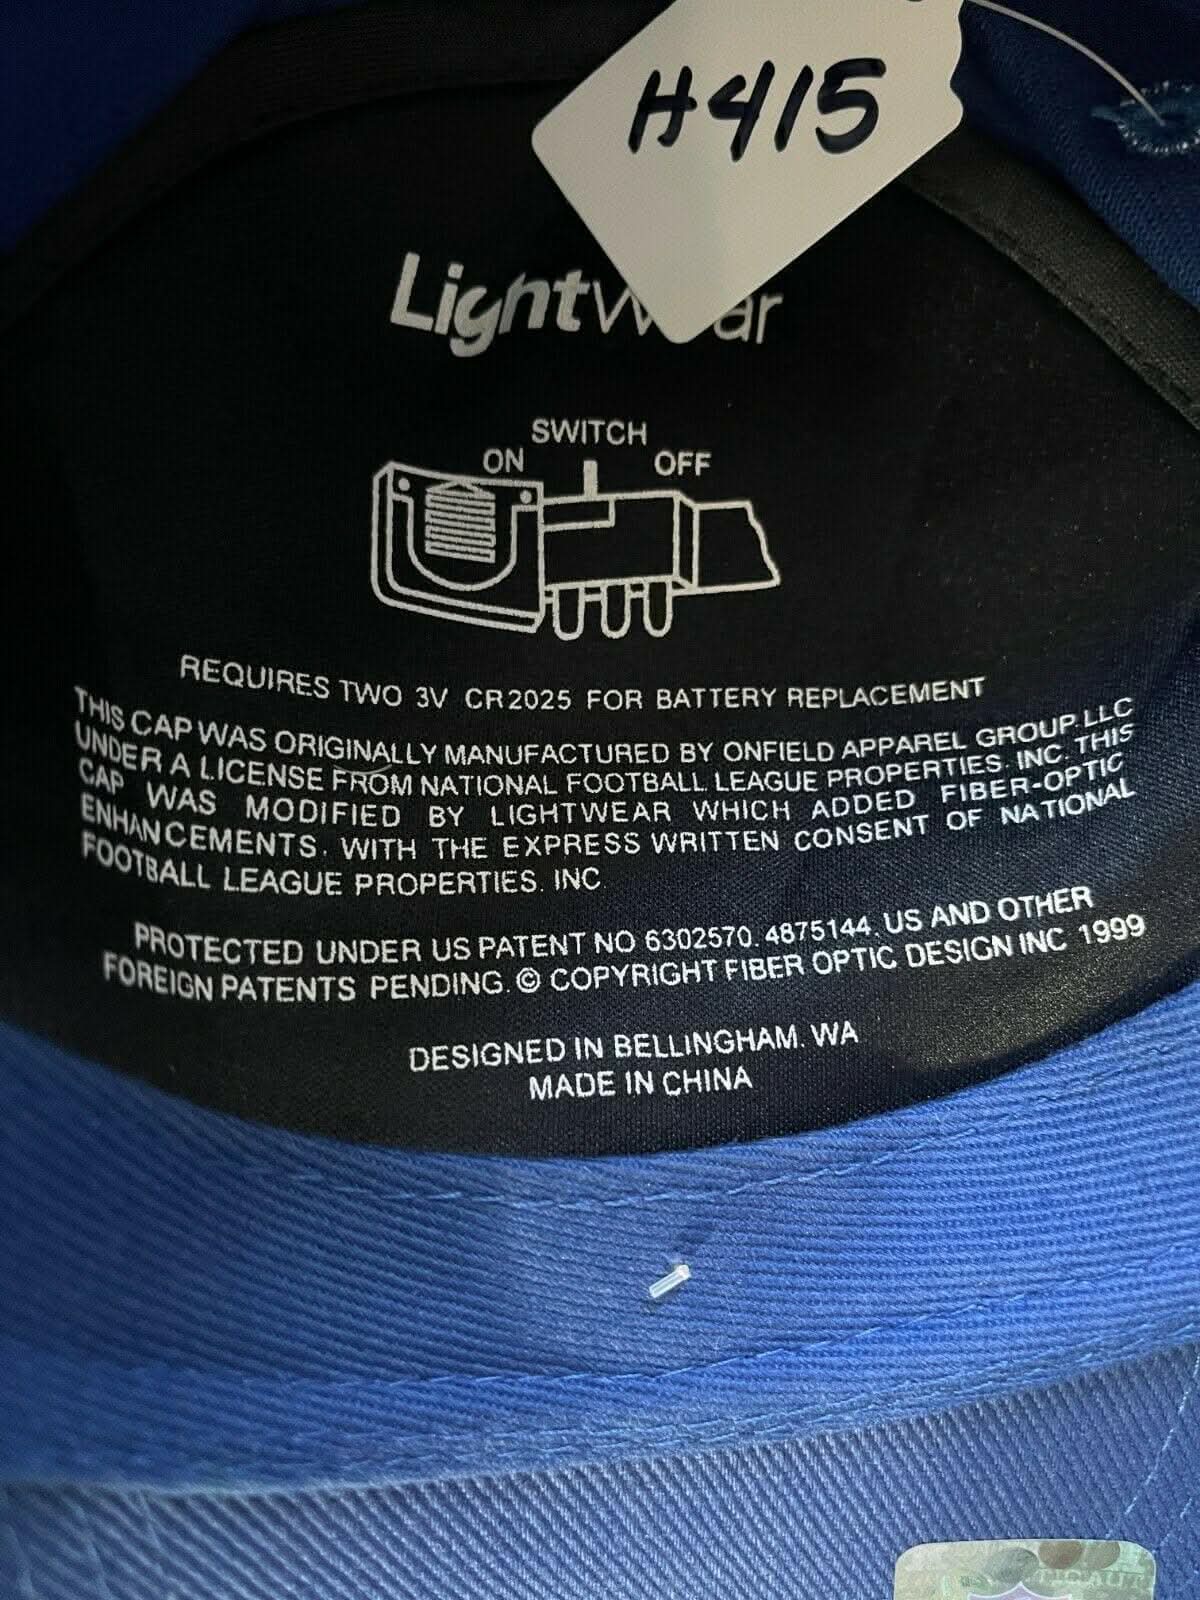 H415
Lightwear
SWITCH
ON
OFF
REQUIRES TWO 3V CR2025 FOR BATTERY REPLACEMENT
THIS CAP WAS ORIGINALLY MANUFACTURED BY ONFIELD APPAREL GROUP.LLC
UNDER A LICENSE FROM NATIONAL FOOTBALL LEAGUE PROPERTIES. INC. THIS
CAP WAS MODIFIED BY LIGHTWEAR WHICH ADDED FIBER-OPTIC
ENHANCEMENTS. WITH THE EXPRESS WRITTEN CONSENT OF NATIONAL
FOOTBALL LEAGUE PROPERTIES. INC.
PROTECTED UNDER US PATENT NO 6302570. 4875144. US AND OTHER
FOREIGN PATENTS PENDING. © COPYRIGHT FIBER OPTIC DESIGN INC 1999
DESIGNED IN BELLINGHAM. WA
MADE IN CHINA